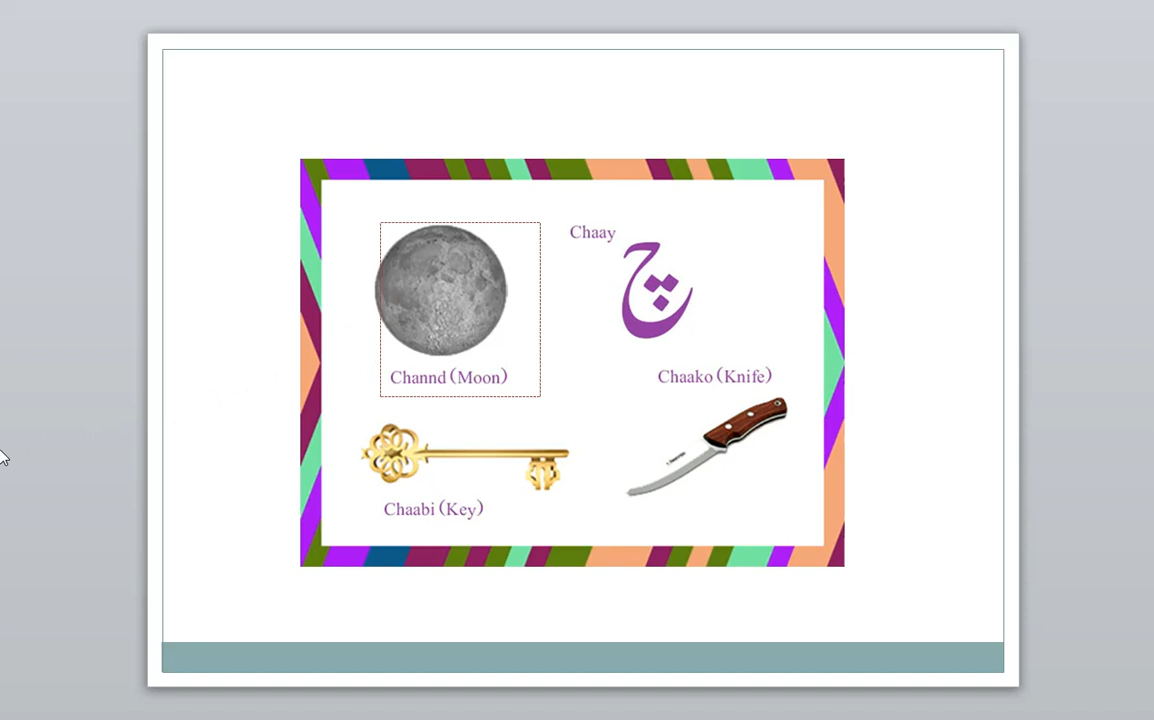 Chaay
چ
Channd (Moon)
Chaako (Knife)
Chaabi (Key)